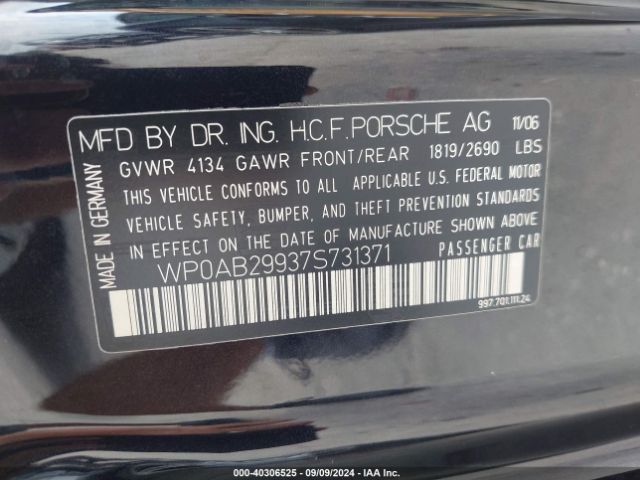 MFD BY DR. ING. H.C.F. PORSCHE AG 11/06
GVWR 4134 GAWR FRONT/REAR 1819/2690 LBS
THIS VEHICLE CONFORMS TO ALL APPLICABLE U.S. FEDERAL MOTOR
VEHICLE SAFETY, BUMPER, AND THEFT PREVENTION STANDARDS
IN EFFECT ON THE DATE OF MANUFACTURE SHOWN ABOVE
WP0AB29937S731371 PASSENGER CAR
997.701.111.24
MADE IN GERMANY
©2024 - 40306525 - 09/09/2024 - IAA Inc.